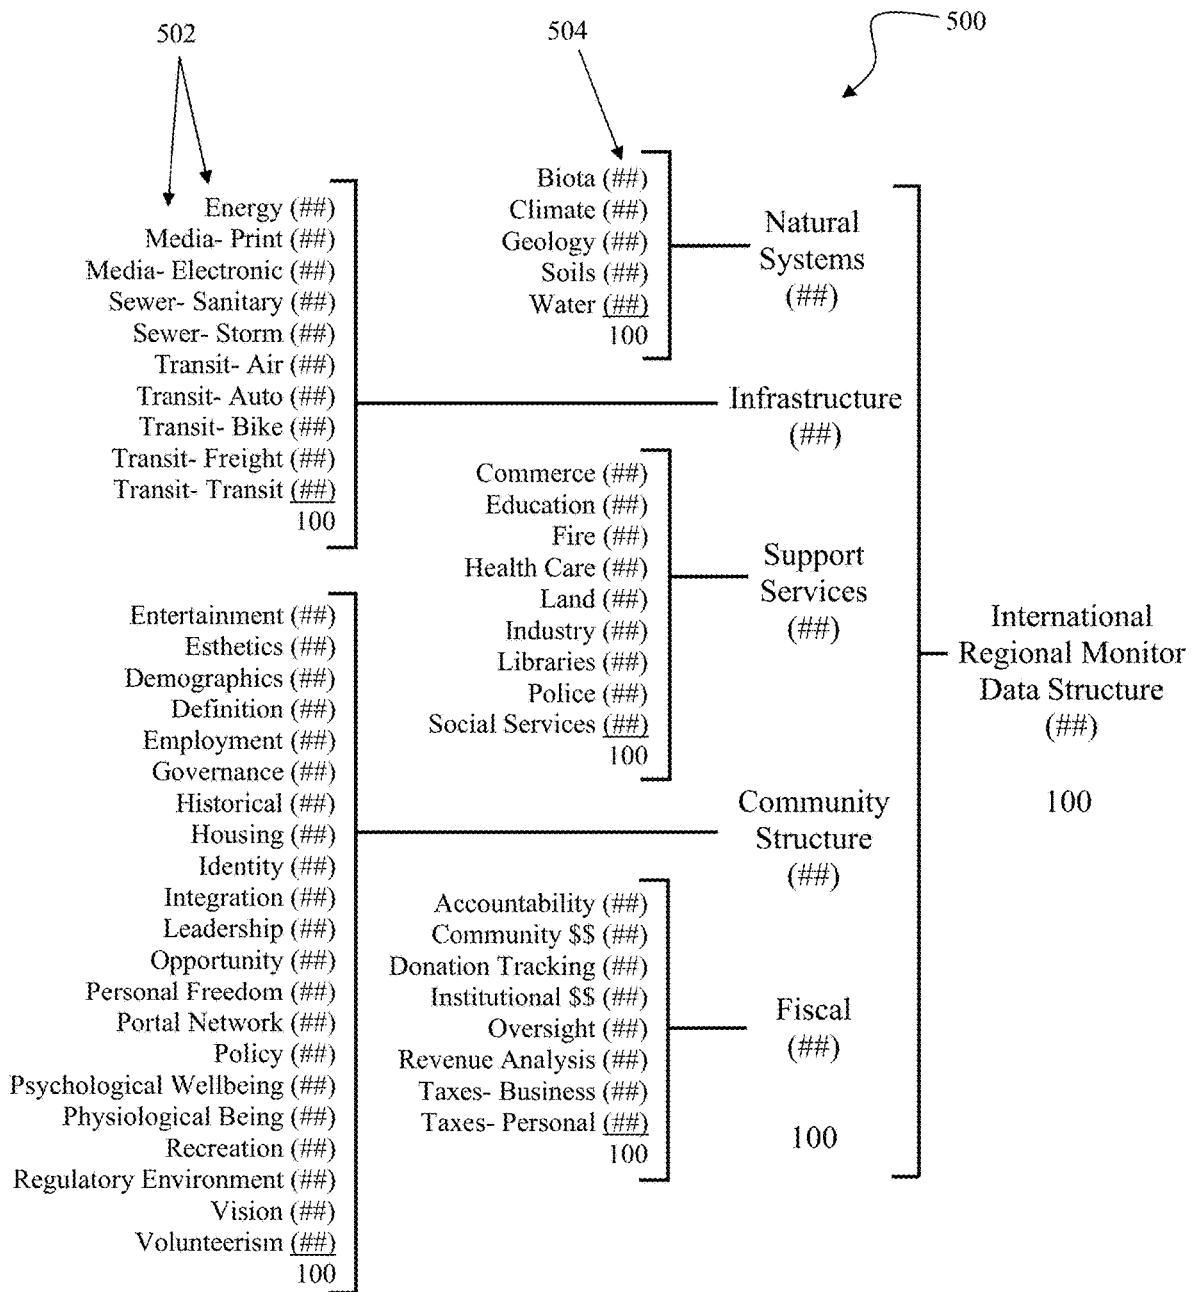 502
504
500
Energy (##)
Media- Print (##)
Media- Electronic (##)
Sewer- Sanitary (##)
Sewer- Storm (##)
Transit- Air (##)
Transit- Auto (##)
Transit- Bike (##)
Transit- Freight (##)
Transit- Transit (##)
100
Entertainment (##)
Esthetics (##)
Demographics (##)
Definition (##)
Employment (##)
Governance (##)
Historical (##)
Housing (##)
Identity (##)
Integration (##)
Leadership (##)
Opportunity (##)
Personal Freedom (##)
Portal Network (##)
Policy (##)
Psychological Wellbeing (##)
Physiological Being (##)
Recreation (##)
Regulatory Environment (##)
Vision (##)
Volunteerism (##)
100
Biota (##)
Climate (##)
Geology (##)
Soils (##)
Water (##)
100
Commerce (##)
Education (##)
Fire (##)
Health Care (##)
Land (##)
Industry (##)
Libraries (##)
Police (##)
Social Services (##)
100
Accountability (##)
Community $$ (##)
Donation Tracking (##)
Institutional $$ (##)
Oversight (##)
Revenue Analysis (##)
Taxes- Business (##)
Taxes- Personal (##)
100
Natural
Systems
(##)
Infrastructure
(##)
Support
Services
(##)
Community
Structure
(##)
Fiscal
(##)
100
International
Regional Monitor
Data Structure
(##)
100